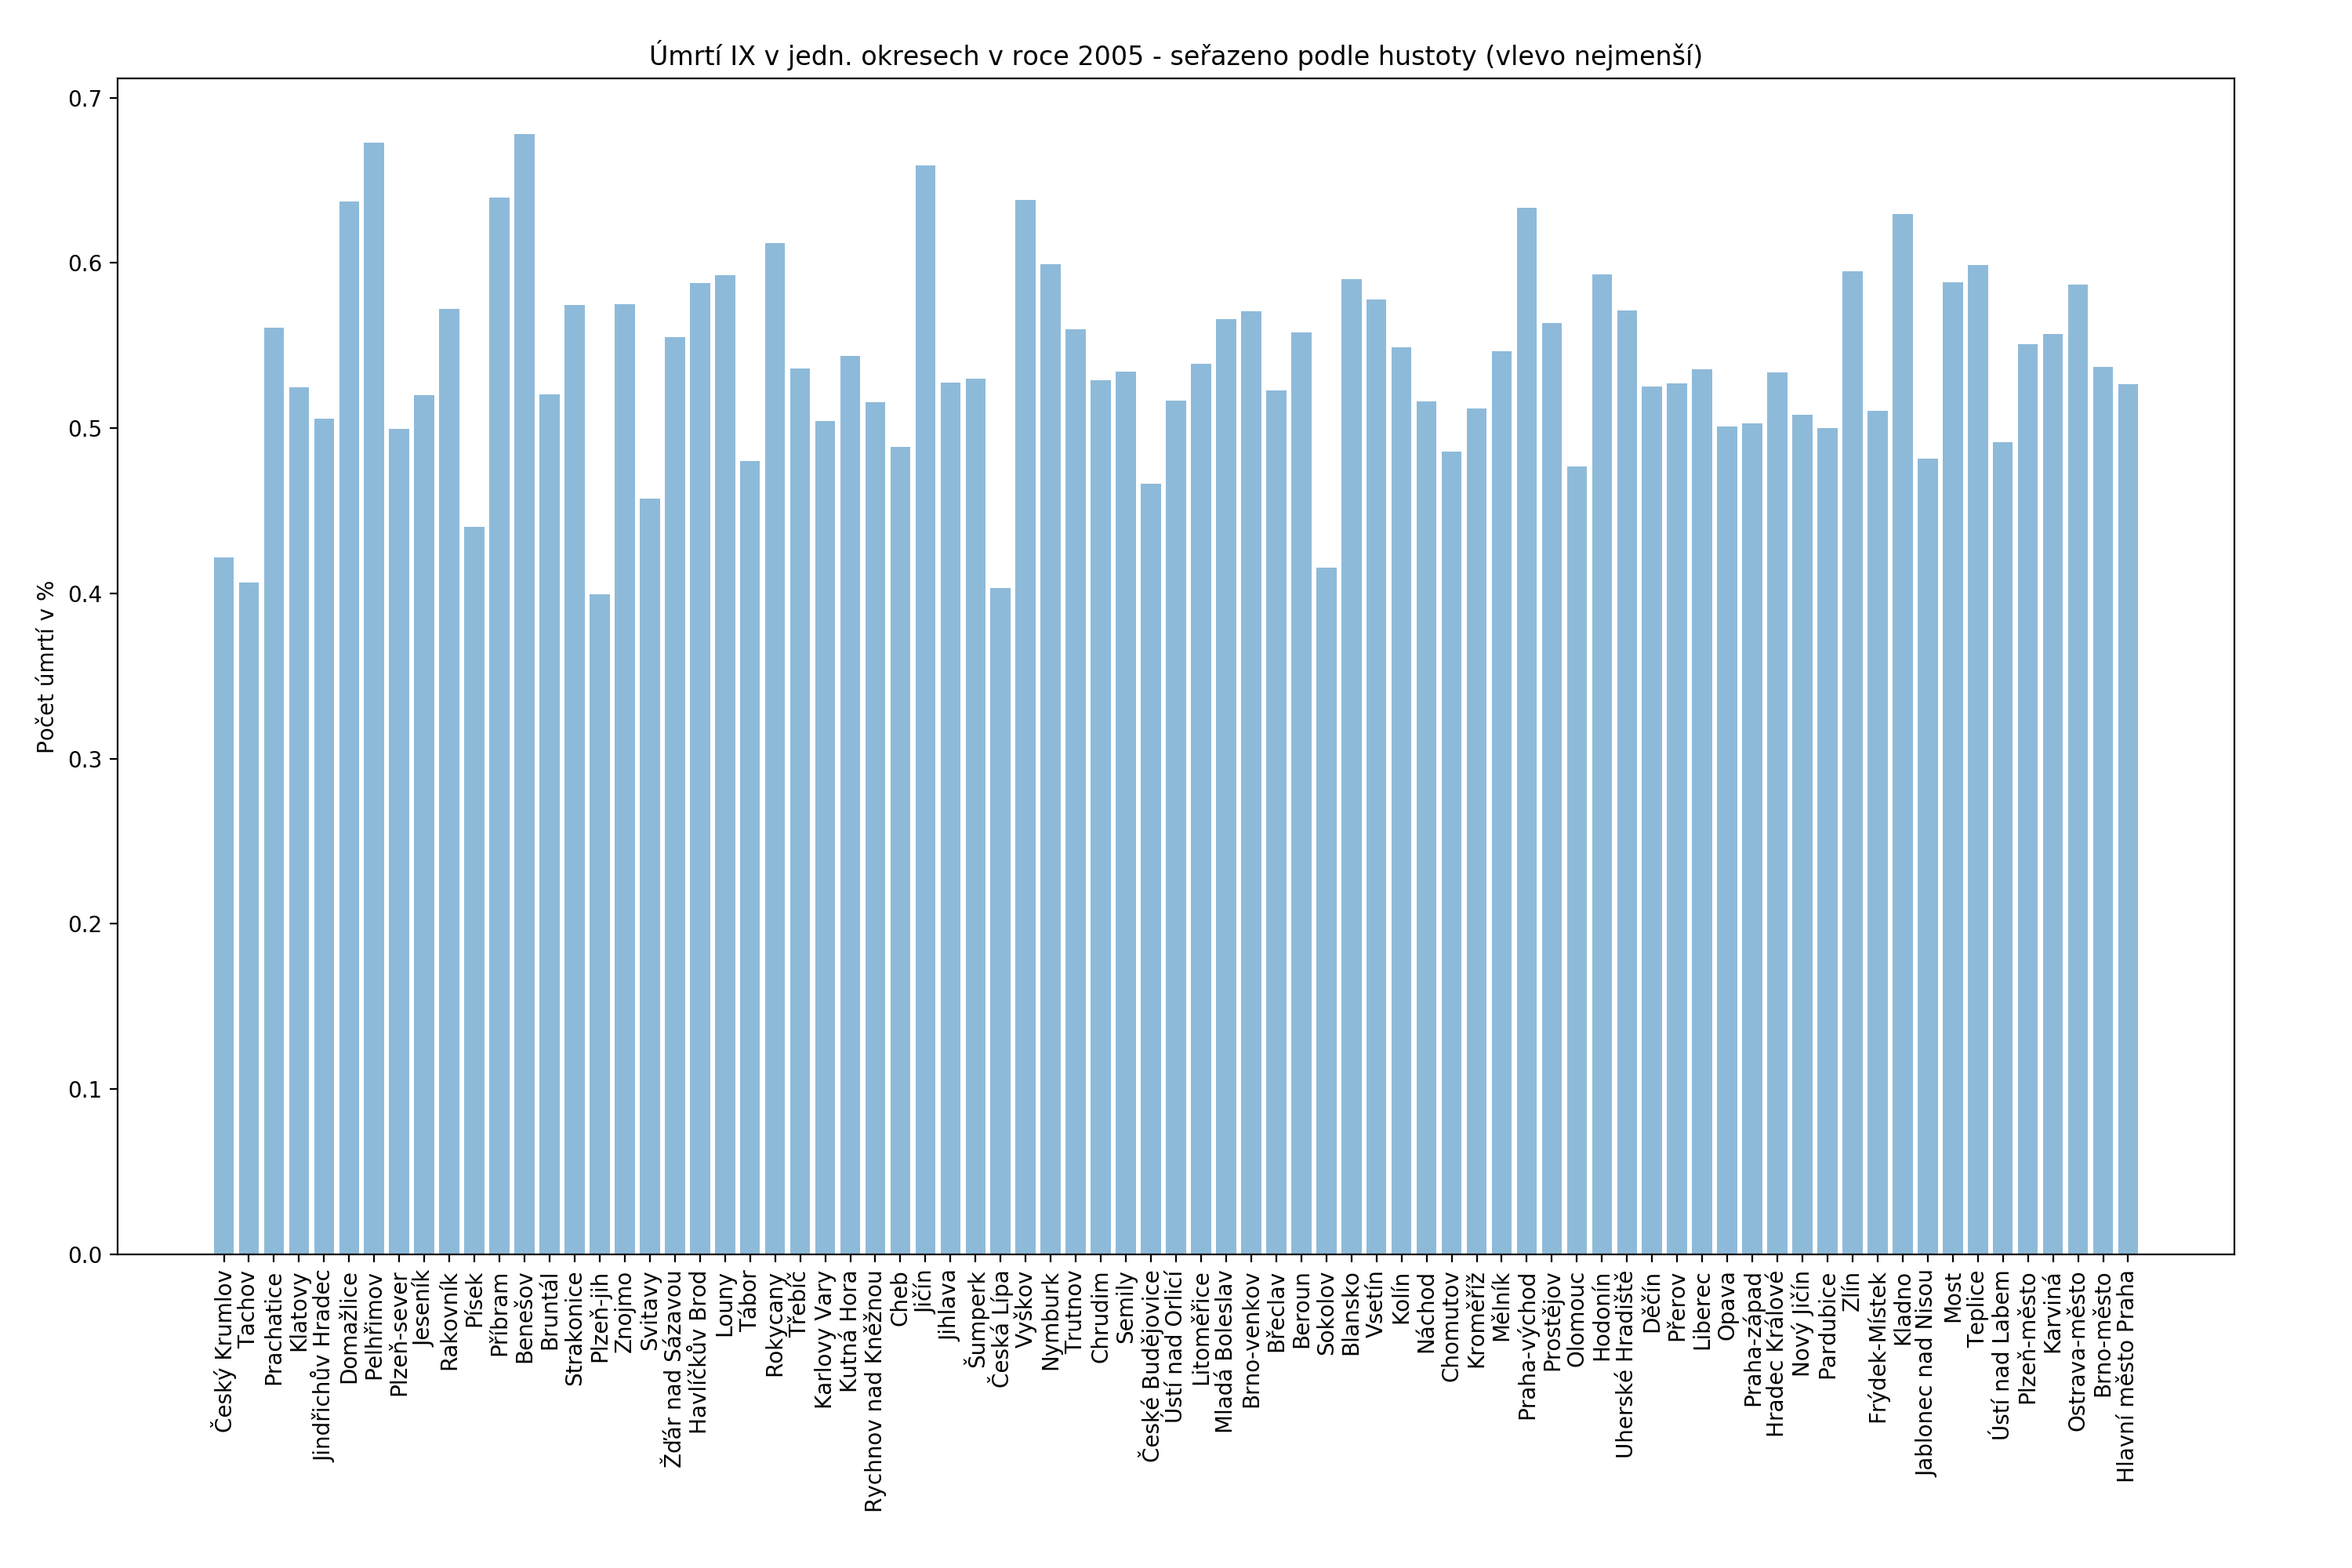 Úmrtí IX v jedn. okresech v roce 2005 - seřazeno podle hustoty (vlevo nejmenší)
Počet úmrtí v %
0.7
0.6
0.5
0.4
0.3
0.2
0.1
0.0
Český Krumlov
Tachov
Prachatice
Klatovy
Jindřichův Hradec
Domažlice
Pelhřimov
Plzeň-sever
Jeseník
Rakovník
Písek
Příbram
Benešov
Bruntál
Strakonice
Plzeň-jih
Znojmo
Svitavy
Žďár nad Sázavou
Havlíčkův Brod
Louny
Tábor
Rokycany
Třebíč
Karlovy Vary
Kutná Hora
Rychnov nad Kněžnou
Cheb
Jičín
Jihlava
Šumperk
Česká Lípa
Vyškov
Nymburk
Trutnov
Chrudim
Semily
České Budějovice
Ústí nad Orlicí
Litoměřice
Mladá Boleslav
Brno-venkov
Břeclav
Beroun
Sokolov
Blansko
Vsetín
Kolín
Náchod
Chomutov
Kroměříž
Mělník
Praha-východ
Prostějov
Olomouc
Hodonín
Uherské Hradiště
Děčín
Přerov
Liberec
Opava
Praha-západ
Hradec Králové
Nový Jičín
Pardubice
Zlín
Frýdek-Místek
Kladno
Jablonec nad Nisou
Most
Teplice
Ústí nad Labem
Plzeň-město
Karviná
Ostrava-město
Brno-město
Hlavní město Praha